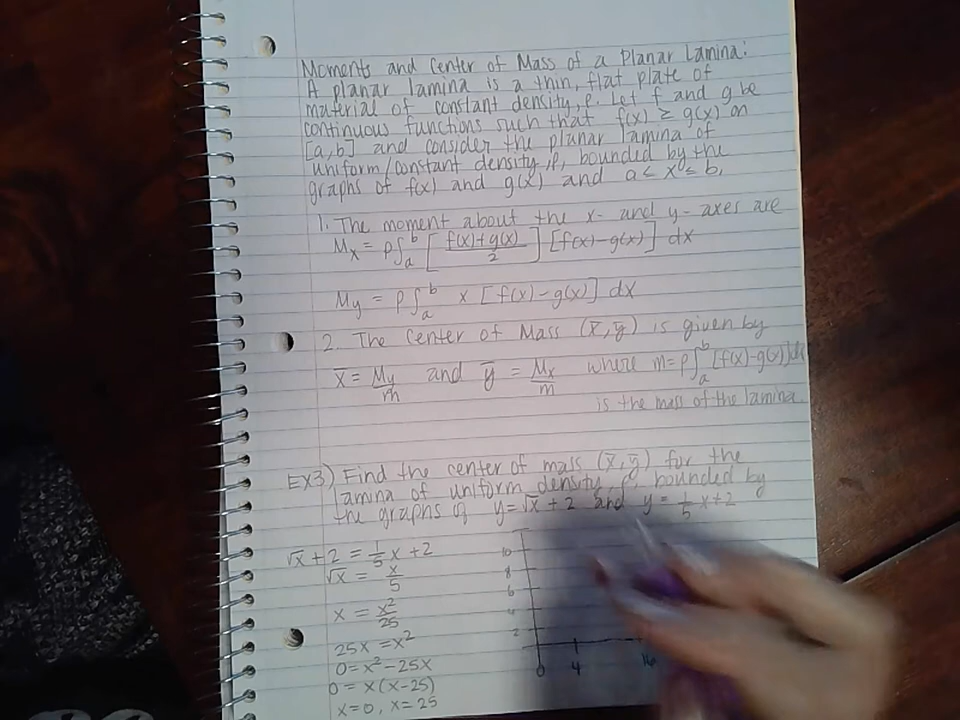 Moments and Center of Mass of a Planar Lamina:
A planar lamina is a thin, flat plate of
material of constant density, ρ. Let f and g be
continuous functions such that f(x) ≥ g(x) on
[a,b] and consider the planar lamina of
uniform/constant density, ρ, bounded by the
graphs of f(x) and g(x) and a ≤ x ≤ b.
1. The moment about the x- and y-axes are
Mx = ρ∫_a^b [(f(x)+g(x))/2] [f(x)-g(x)] dx
My = ρ∫_a^b x [f(x)-g(x)] dx
2. The center of Mass (x̄,ȳ) is given by
x̄ = My/m and ȳ = Mx/m where m=ρ∫_a^b [f(x)-g(x)]dx
is the mass of the lamina.
Ex3) Find the center of mass (x̄,ȳ) for the
lamina of uniform density, ρ, bounded by
the graphs of y=√x + 2 and y = 1/5 x+2
√x + 2 = 1/5 x + 2
√x = x/5
x = x²/25
25x = x²
0 = x² - 25x
0 = x(x-25)
x=0, x=25
10
8
6
4
2
0 4 16